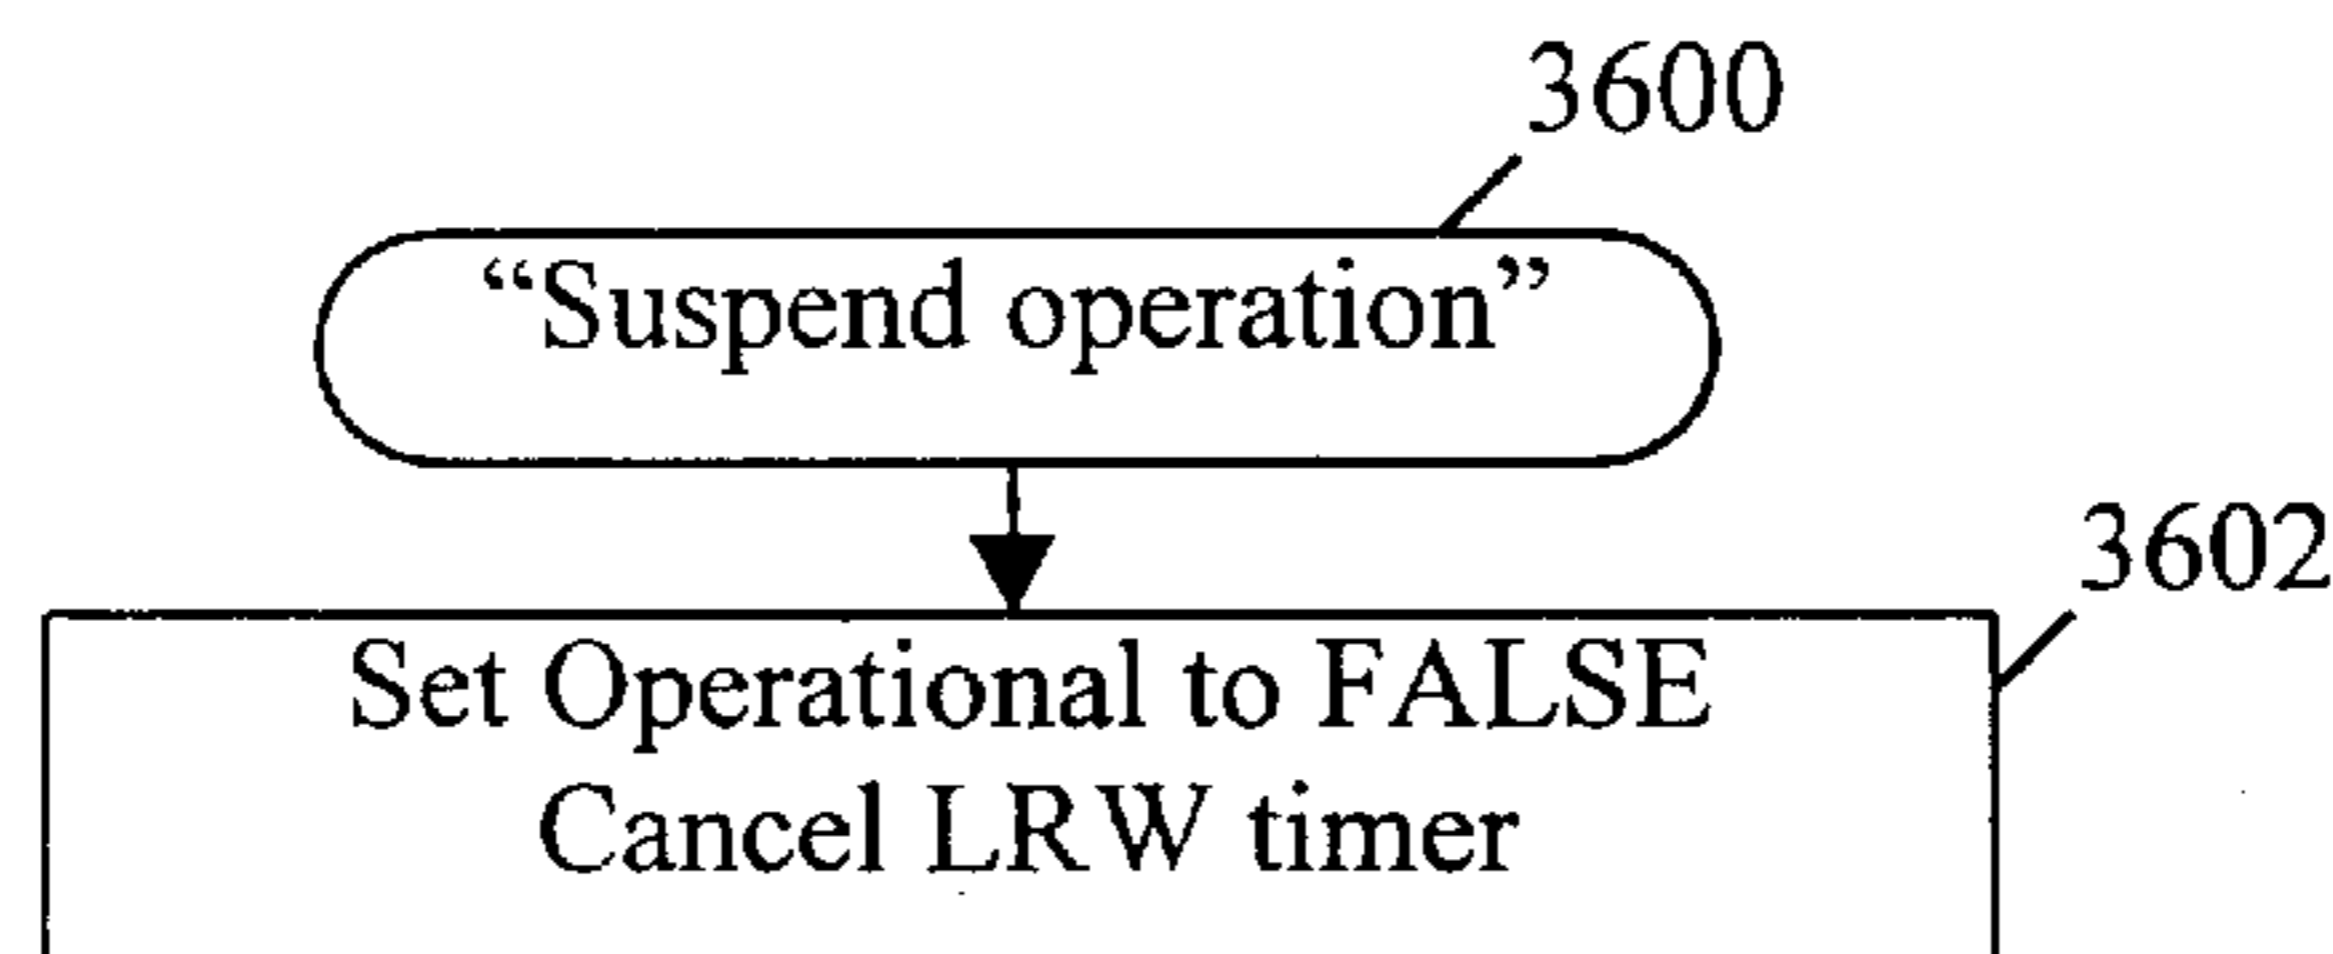 3600
“Suspend operation”
3602
Set Operational to FALSE
Cancel LRW timer